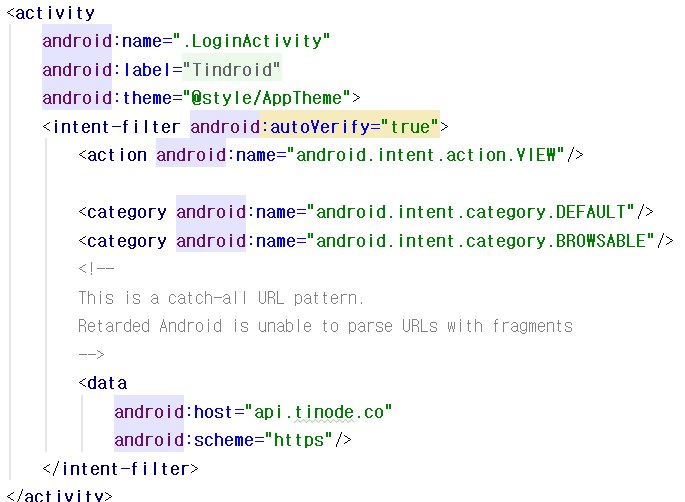 <activity
android:name=".LoginActivity"
android:label="Tindroid"
android:theme="@style/AppTheme">
<intent-filter android:autoVerify="true">
<action android:name="android.intent.action.VIEW"/>
<category android:name="android.intent.category.DEFAULT"/>
<category android:name="android.intent.category.BROWSABLE"/>
<!--
This is a catch-all URL pattern.
Retarded Android is unable to parse URLs with fragments
-->
<data
android:host="api.tinode.co"
android:scheme="https"/>
</intent-filter>
</activity>